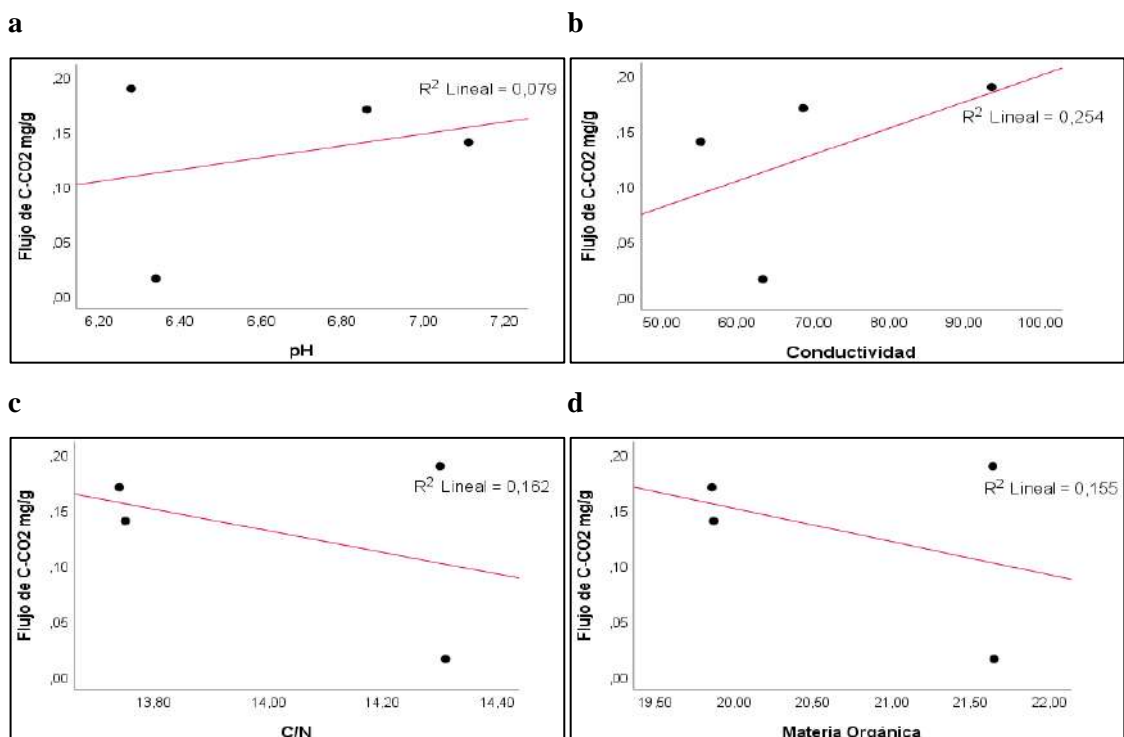 a
b
Flujo de C-CO2 mg/g
,20
,15
,10
,05
,00
R² Lineal = 0,079
6,20 6,40 6,60 6,80 7,00 7,20
pH
Flujo de C-CO2 mg/g
,20
,15
,10
,05
,00
R² Lineal = 0,254
50,00 60,00 70,00 80,00 90,00 100,00
Conductividad
c
d
Flujo de C-CO2 mg/g
,20
,15
,10
,05
,00
R² Lineal = 0,162
13,80 14,00 14,20 14,40
C/N
Flujo de C-CO2 mg/g
,20
,15
,10
,05
,00
R² Lineal = 0,155
19,50 20,00 20,50 21,00 21,50 22,00
Materia Orgánica